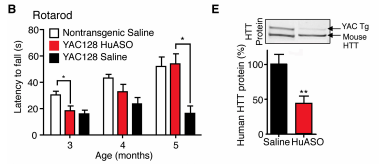 B
Rotarod
Nontransgenic Saline
YAC128 HuASO
YAC128 Saline
Latency to fall (s)
80
60
40
20
0
*
*
3
4
5
Age (months)
E
HTT
Protein
YAC Tg
Mouse
HTT
Human HTT protein (%)
100
50
0
**
Saline HuASO